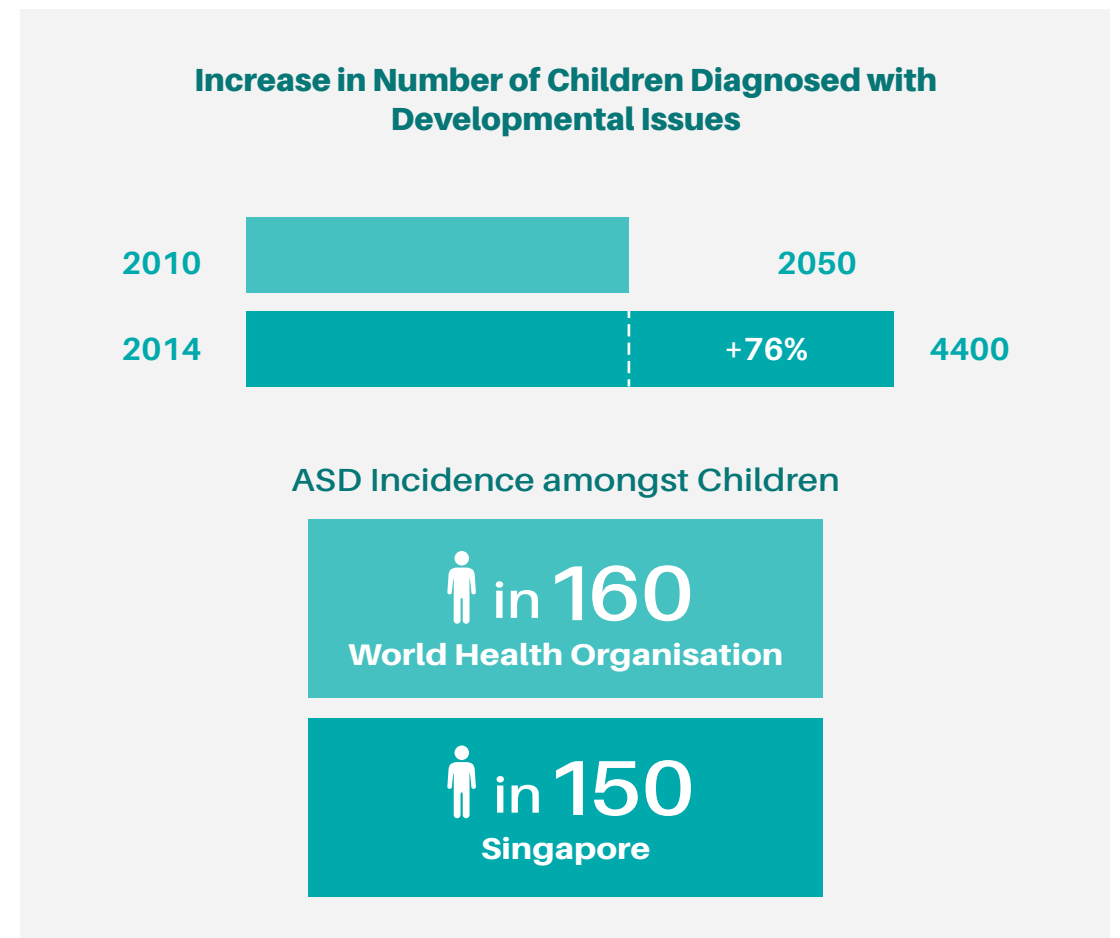 Increase in Number of Children Diagnosed with
Developmental Issues
2010
2050
2014
+76%
4400
ASD Incidence amongst Children
in 160
World Health Organisation
in 150
Singapore